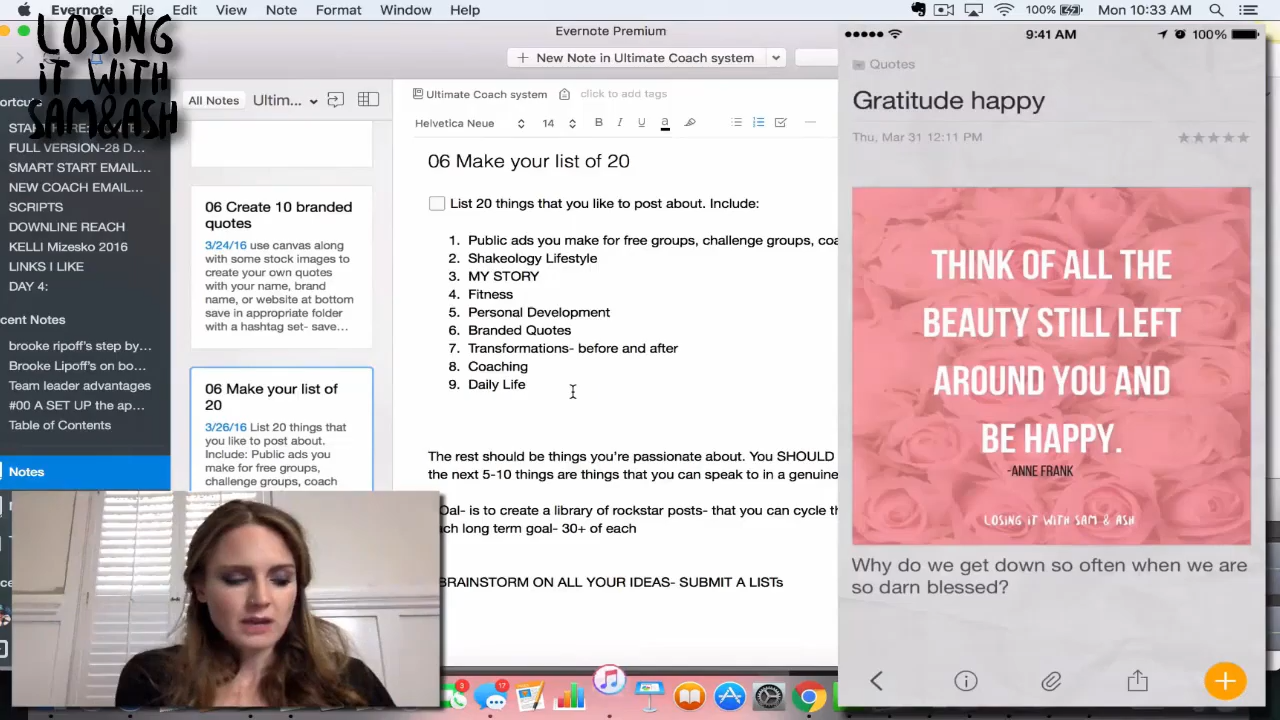 Evernote File Edit View Note Format Window Help
100% Mon 10:33 AM
LOSING
iT WiTH
SAM&ASH
Evernote Premium
New Note in Ultimate Coach system
All Notes
Ultim...
FULL VERSION-28 D...
SMART START EMAIL...
NEW COACH EMAIL...
SCRIPTS
DOWNLINE REACH
KELLI Mizesko 2016
LINKS I LIKE
DAY 4:
cent Notes
brooke ripoff's step by...
Brooke Lipoff's on bo...
Team leader advantages
#00 A SET UP the ap...
Table of Contents
Notes
06 Create 10 branded
quotes
3/24/16 use canvas along
with some stock images to
create your own quotes
with your name, brand
name, or website at bottom
save in appropriate folder
with a hashtag set- save...
06 Make your list of
20
3/26/16 List 20 things that
you like to post about.
Include: Public ads you
make for free groups,
challenge groups, coach
Ultimate Coach system
click to add tags
Helvetica Neue 14 B I U a
06 Make your list of 20
List 20 things that you like to post about. Include:
1. Public ads you make for free groups, challenge groups, coa
2. Shakeology Lifestyle
3. MY STORY
4. Fitness
5. Personal Development
6. Branded Quotes
7. Transformations- before and after
8. Coaching
9. Daily Life
The rest should be things you're passionate about. You SHOULD
the next 5-10 things are things that you can speak to in a genuine
Oal- is to create a library of rockstar posts- that you can cycle th
ach long term goal- 30+ of each
BRAINSTORM ON ALL YOUR IDEAS- SUBMIT A LISTs
3
17
9:41 AM
100%
Quotes
Gratitude happy
Thu, Mar 31 12:11 PM
THINK OF ALL THE
BEAUTY STILL LEFT
AROUND YOU AND
BE HAPPY.
-ANNE FRANK
LOSING iT WiTH SAM & ASH
Why do we get down so often when we are
so darn blessed?